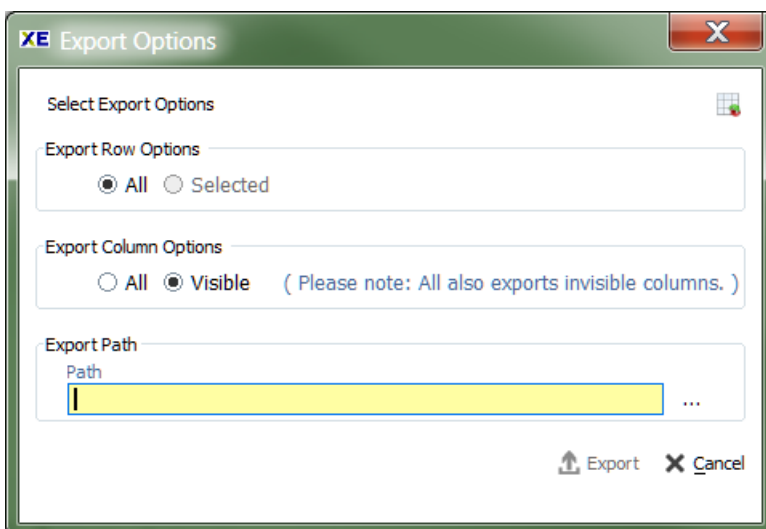 XE Export Options
X
Select Export Options
Export Row Options
All Selected
Export Column Options
All Visible ( Please note: All also exports invisible columns. )
Export Path
Path
...
Export Cancel